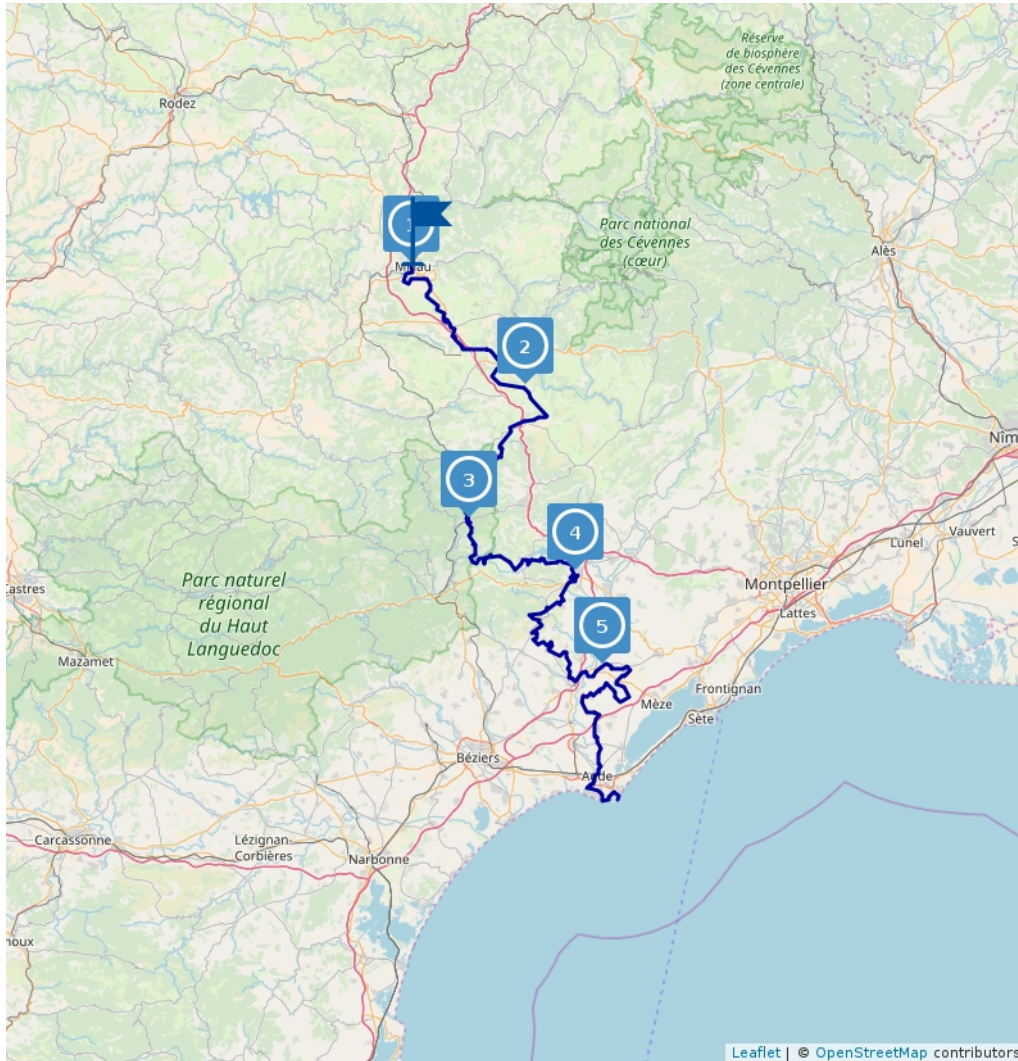 Réserve
de biosphère
des Cévennes
(zone centrale)
Rodez
1
Parc national
des Cévennes
(cœur)
Alès
2
3
4
Vauvert
Lunel
Montpellier
Lattes
Parc naturel
régional
du Haut
Languedoc
Mazamet
5
Frontignan
Mèze
Sète
Béziers
Agde
Carcassonne
Lézignan-
Corbières
Narbonne
Leaflet | © OpenStreetMap contributors